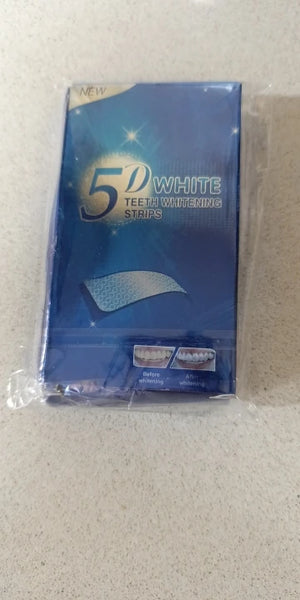 NEW
5D WHITE
TEETH WHITENING
STRIPS
Before After
whitening whitening